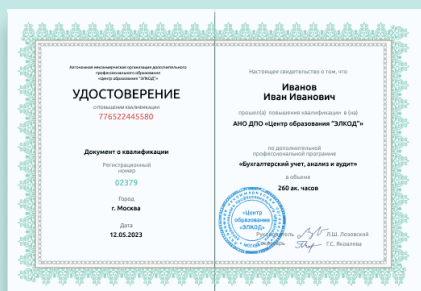 Автономная некоммерческая организация дополнительного
профессионального образования
«Центр образования "ЭЛКОД"»
УДОСТОВЕРЕНИЕ
о повышении квалификации
776522445580
Документ о квалификации
Регистрационный
номер
02379
Город
г. Москва
Дата
12.05.2023
Настоящее свидетельство о том, что
Иванов
Иван Иванович
прошел(а) повышение квалификации в (на)
АНО ДПО «Центр образования "ЭЛКОД"»
по дополнительной
профессиональной программе
«Бухгалтерский учет, анализ и аудит»
в объеме
260 ак. часов
«Центр
образования
«ЭЛКОД»
Руководитель Л.Ш. Лозовский
Секретарь Г.С. Яковлева